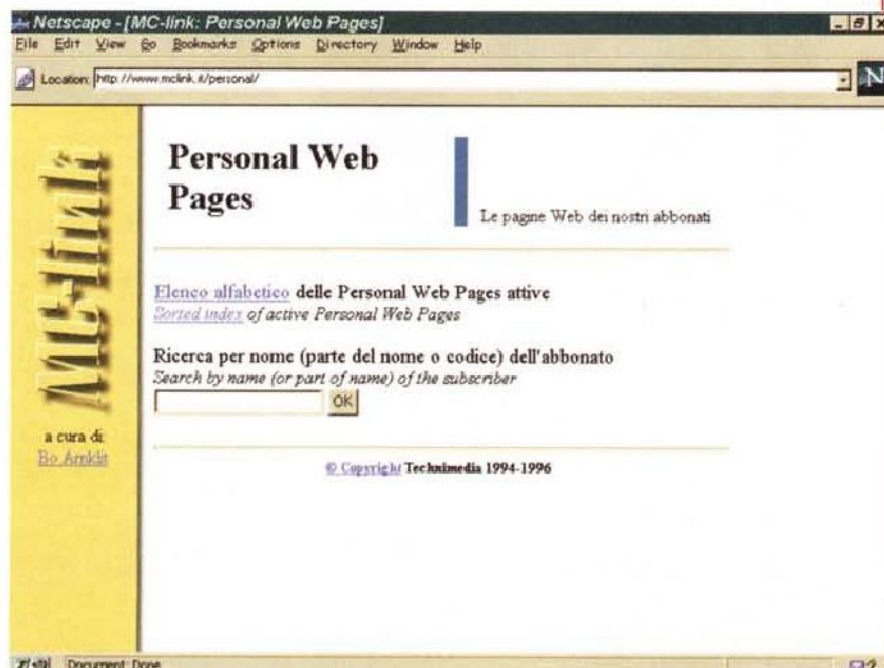 Netscape - [MC-link: Personal Web Pages]
File Edit View Go Bookmarks Options Directory Window Help
Location: http://www.mclink.it/personal/
N
MC-link
a cura di:
Bo Arnklit
Personal Web
Pages
Le pagine Web dei nostri abbonati
Elenco alfabetico delle Personal Web Pages attive
Sorted index of active Personal Web Pages
Ricerca per nome (parte del nome o codice) dell'abbonato
Search by name (or part of name) of the subscriber
OK
© Copyright Technimedia 1994-1996
Document: Done